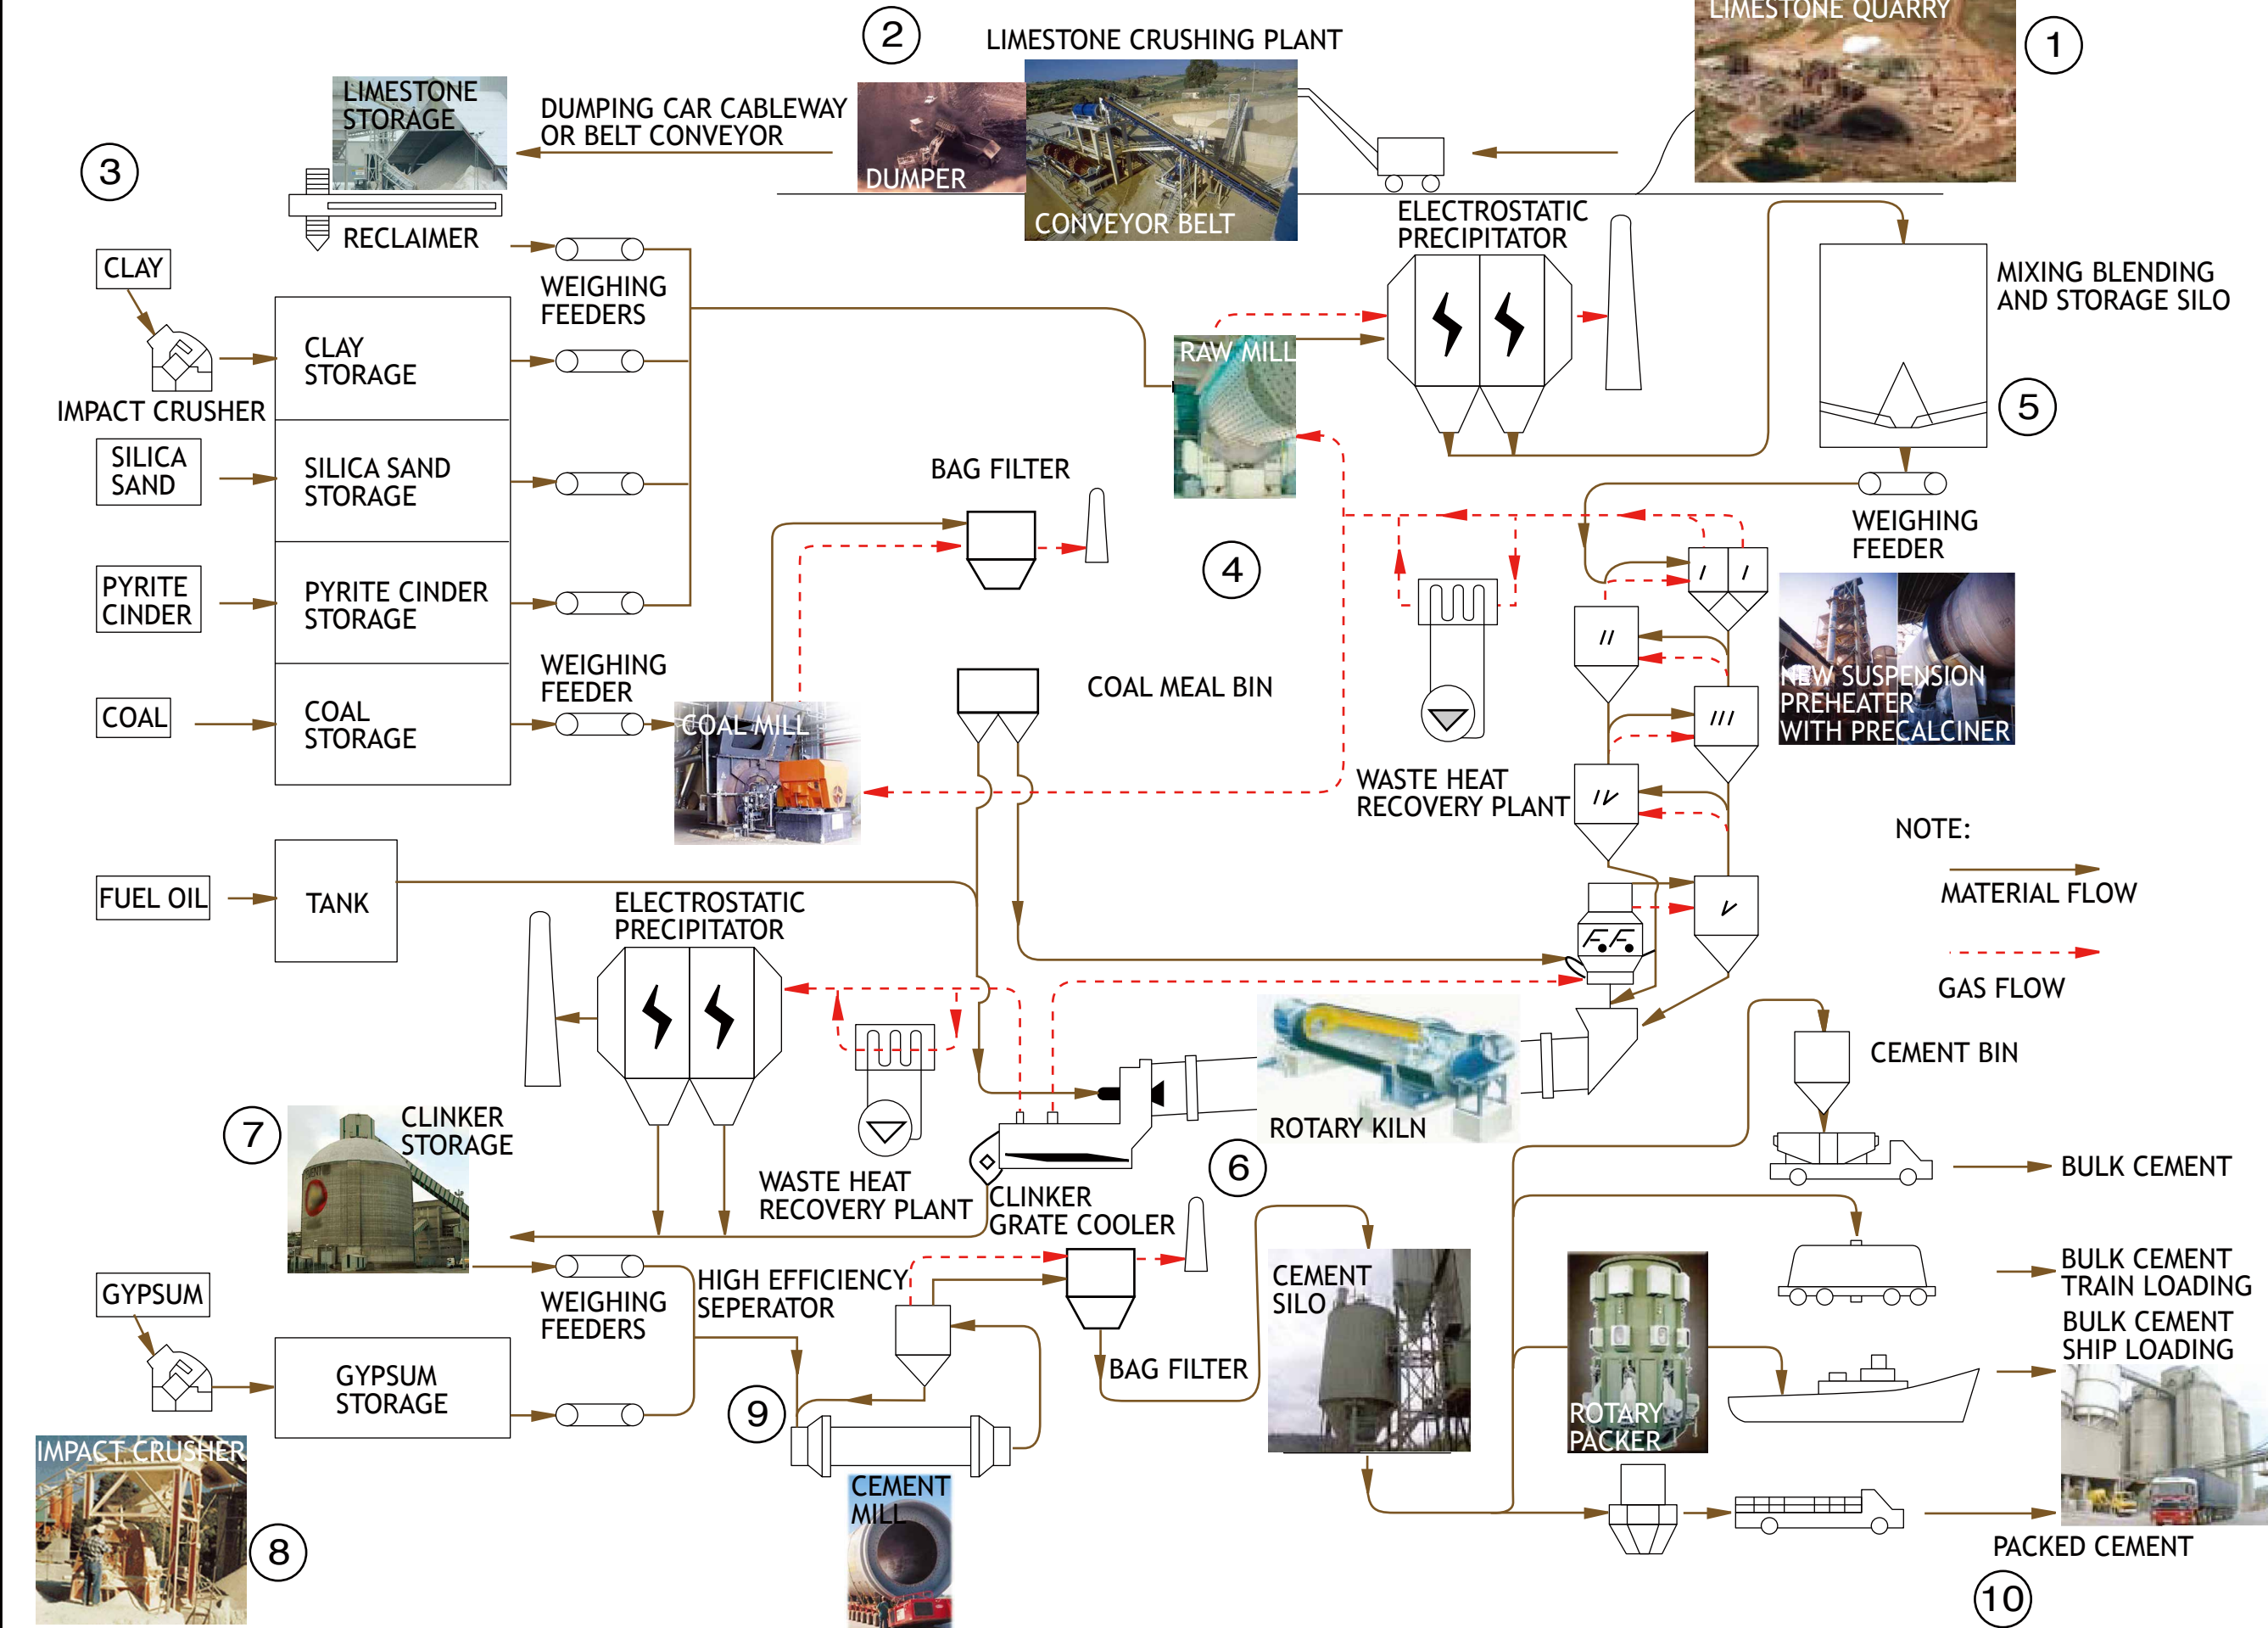 LIMESTONE QUARRY
1
2
LIMESTONE CRUSHING PLANT
LIMESTONE
STORAGE
DUMPING CAR CABLEWAY
OR BELT CONVEYOR
DUMPER
CONVEYOR BELT
3
RECLAIMER
CLAY
WEIGHING
FEEDERS
ELECTROSTATIC
PRECIPITATOR
MIXING BLENDING
AND STORAGE SILO
CLAY
STORAGE
RAW MILL
IMPACT CRUSHER
5
SILICA
SAND
SILICA SAND
STORAGE
BAG FILTER
WEIGHING
FEEDER
4
PYRITE
CINDER
PYRITE CINDER
STORAGE
I
I
II
III
IV
V
NEW SUSPENSION
PREHEATER
WITH PRECALCINER
WEIGHING
FEEDER
COAL MEAL BIN
COAL
COAL
STORAGE
COAL MILL
WASTE HEAT
RECOVERY PLANT
NOTE:
MATERIAL FLOW
GAS FLOW
FUEL OIL
TANK
ELECTROSTATIC
PRECIPITATOR
CEMENT BIN
7
CLINKER
STORAGE
ROTARY KILN
6
WASTE HEAT
RECOVERY PLANT
CLINKER
GRATE COOLER
BULK CEMENT
GYPSUM
WEIGHING
FEEDERS
HIGH EFFICIENCY
SEPERATOR
CEMENT
SILO
BULK CEMENT
TRAIN LOADING
BULK CEMENT
SHIP LOADING
BAG FILTER
GYPSUM
STORAGE
9
ROTARY
PACKER
IMPACT CRUSHER
8
CEMENT
MILL
PACKED CEMENT
10